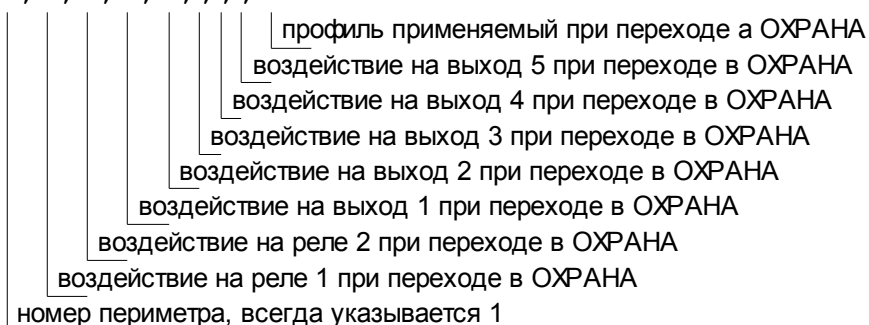 профиль применяемый при переходе а ОХРАНА
воздействие на выход 5 при переходе в ОХРАНА
воздействие на выход 4 при переходе в ОХРАНА
воздействие на выход 3 при переходе в ОХРАНА
воздействие на выход 2 при переходе в ОХРАНА
воздействие на выход 1 при переходе в ОХРАНА
воздействие на реле 2 при переходе в ОХРАНА
воздействие на реле 1 при переходе в ОХРАНА
номер периметра, всегда указывается 1